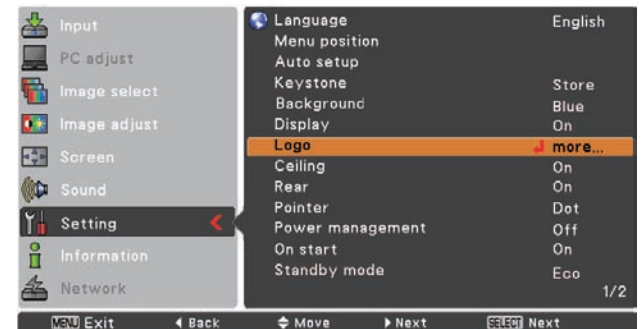 Input
PC adjust
Image select
Image adjust
Screen
Sound
Setting
Information
Network
Language English
Menu position
Auto setup
Keystone Store
Background Blue
Display On
Logo more...
Ceiling On
Rear On
Pointer Dot
Power management Off
On start On
Standby mode Eco
1/2
MENU Exit Back Move Next SELECT Next